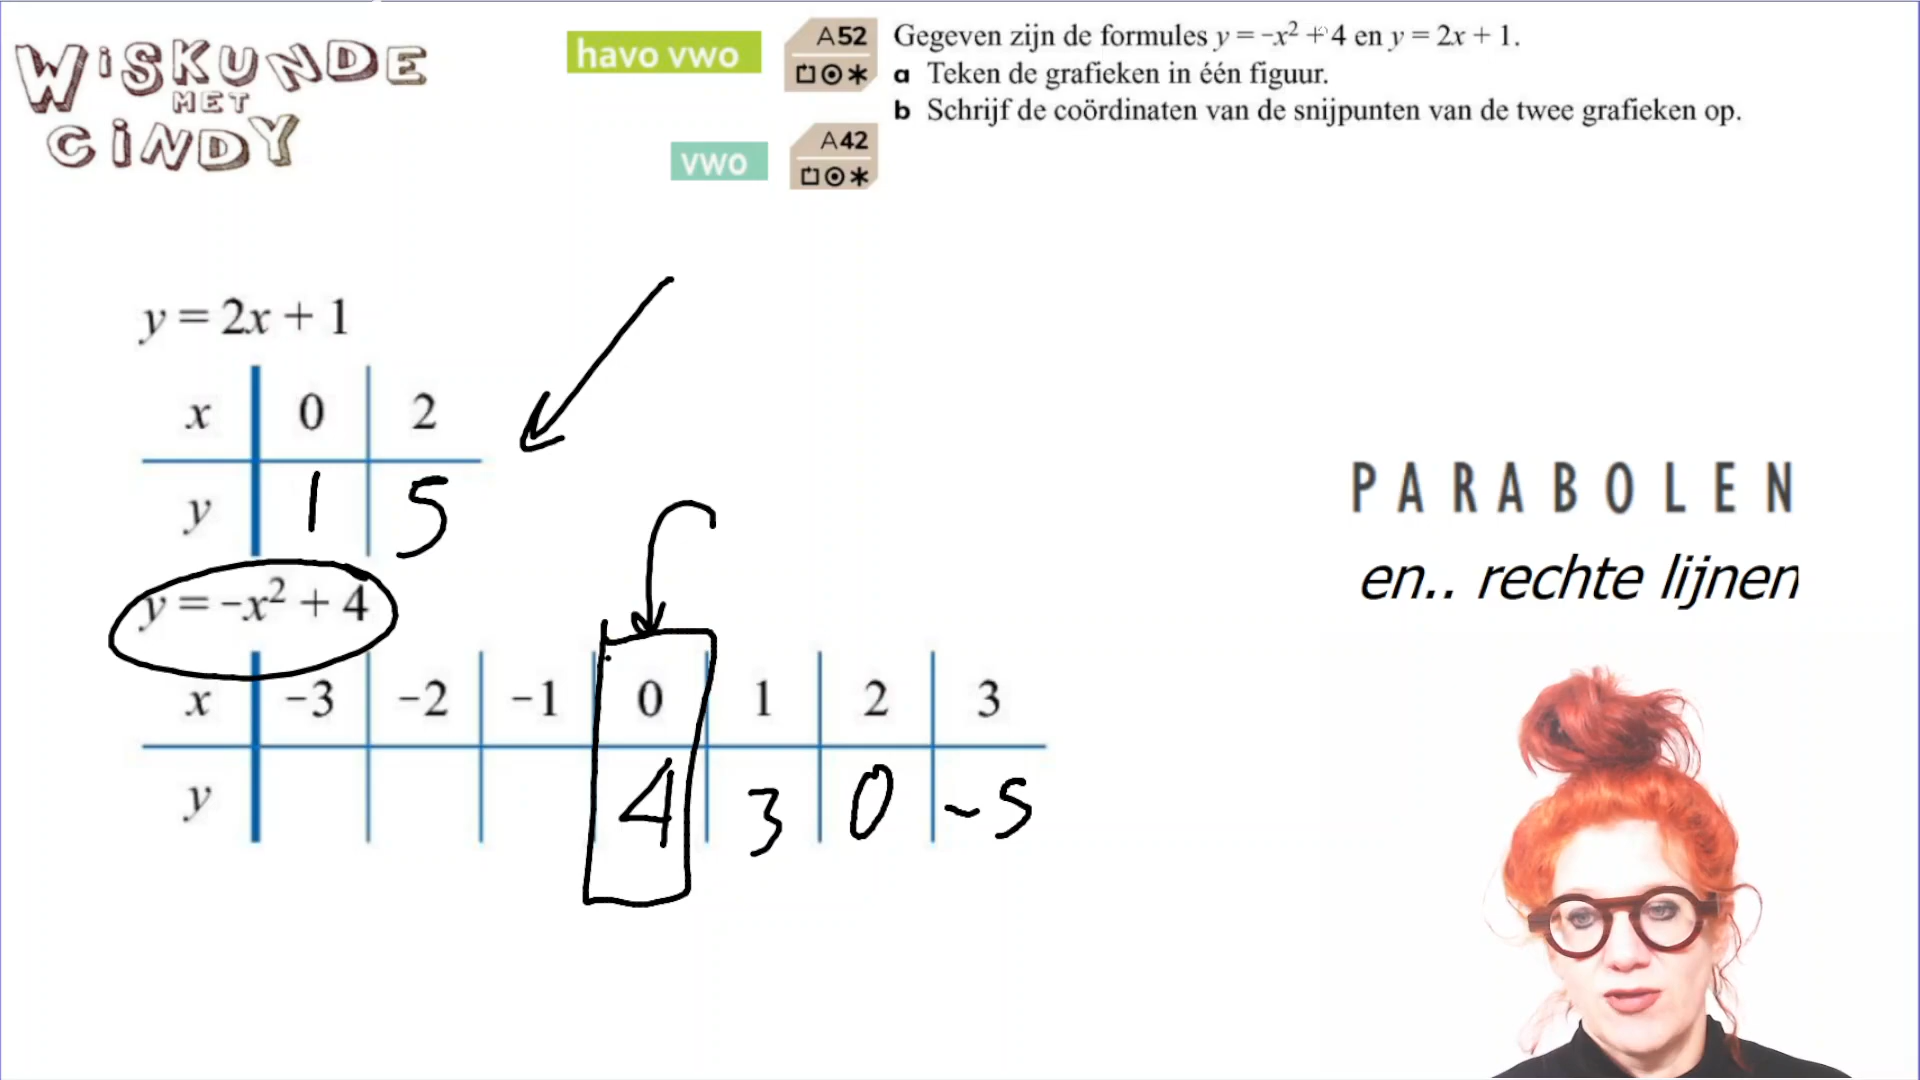 WiSKUNDE
MET
CiNDY
havo vwo
A52
Gegeven zijn de formules y = -x² + 4 en y = 2x + 1.
a Teken de grafieken in één figuur.
b Schrijf de coördinaten van de snijpunten van de twee grafieken op.
vwo
A42
y = 2x + 1
x 0 2
y 1 5
y = -x² + 4
x -3 -2 -1 0 1 2 3
y 4 3 0 -5
PARABOLEN
en.. rechte lijnen